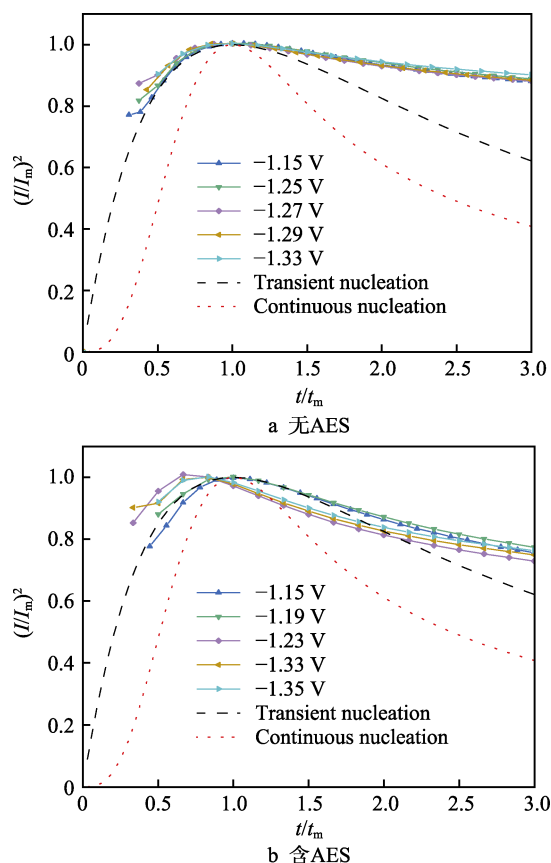 1.0
0.8
0.6
0.4
0.2
0
(I/Im)²
−1.15 V
−1.25 V
−1.27 V
−1.29 V
−1.33 V
Transient nucleation
Continuous nucleation
0.5 1.0 1.5 2.0 2.5 3.0
t/tm
a 无AES
1.0
0.8
0.6
0.4
0.2
0
(I/Im)²
−1.15 V
−1.19 V
−1.23 V
−1.33 V
−1.35 V
Transient nucleation
Continuous nucleation
0 0.5 1.0 1.5 2.0 2.5 3.0
t/tm
b 含AES